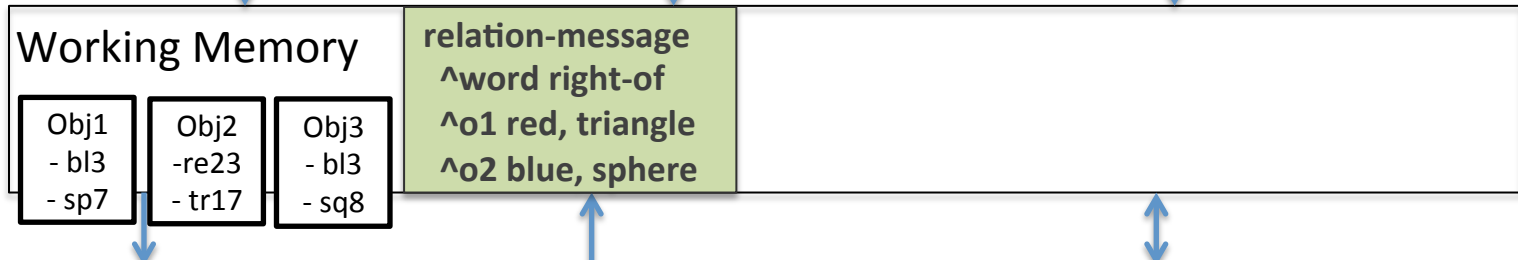 Working Memory
Obj1
- bl3
- sp7
Obj2
-re23
- tr17
Obj3
- bl3
- sq8
relation-message
^word right-of
^o1 red, triangle
^o2 blue, sphere